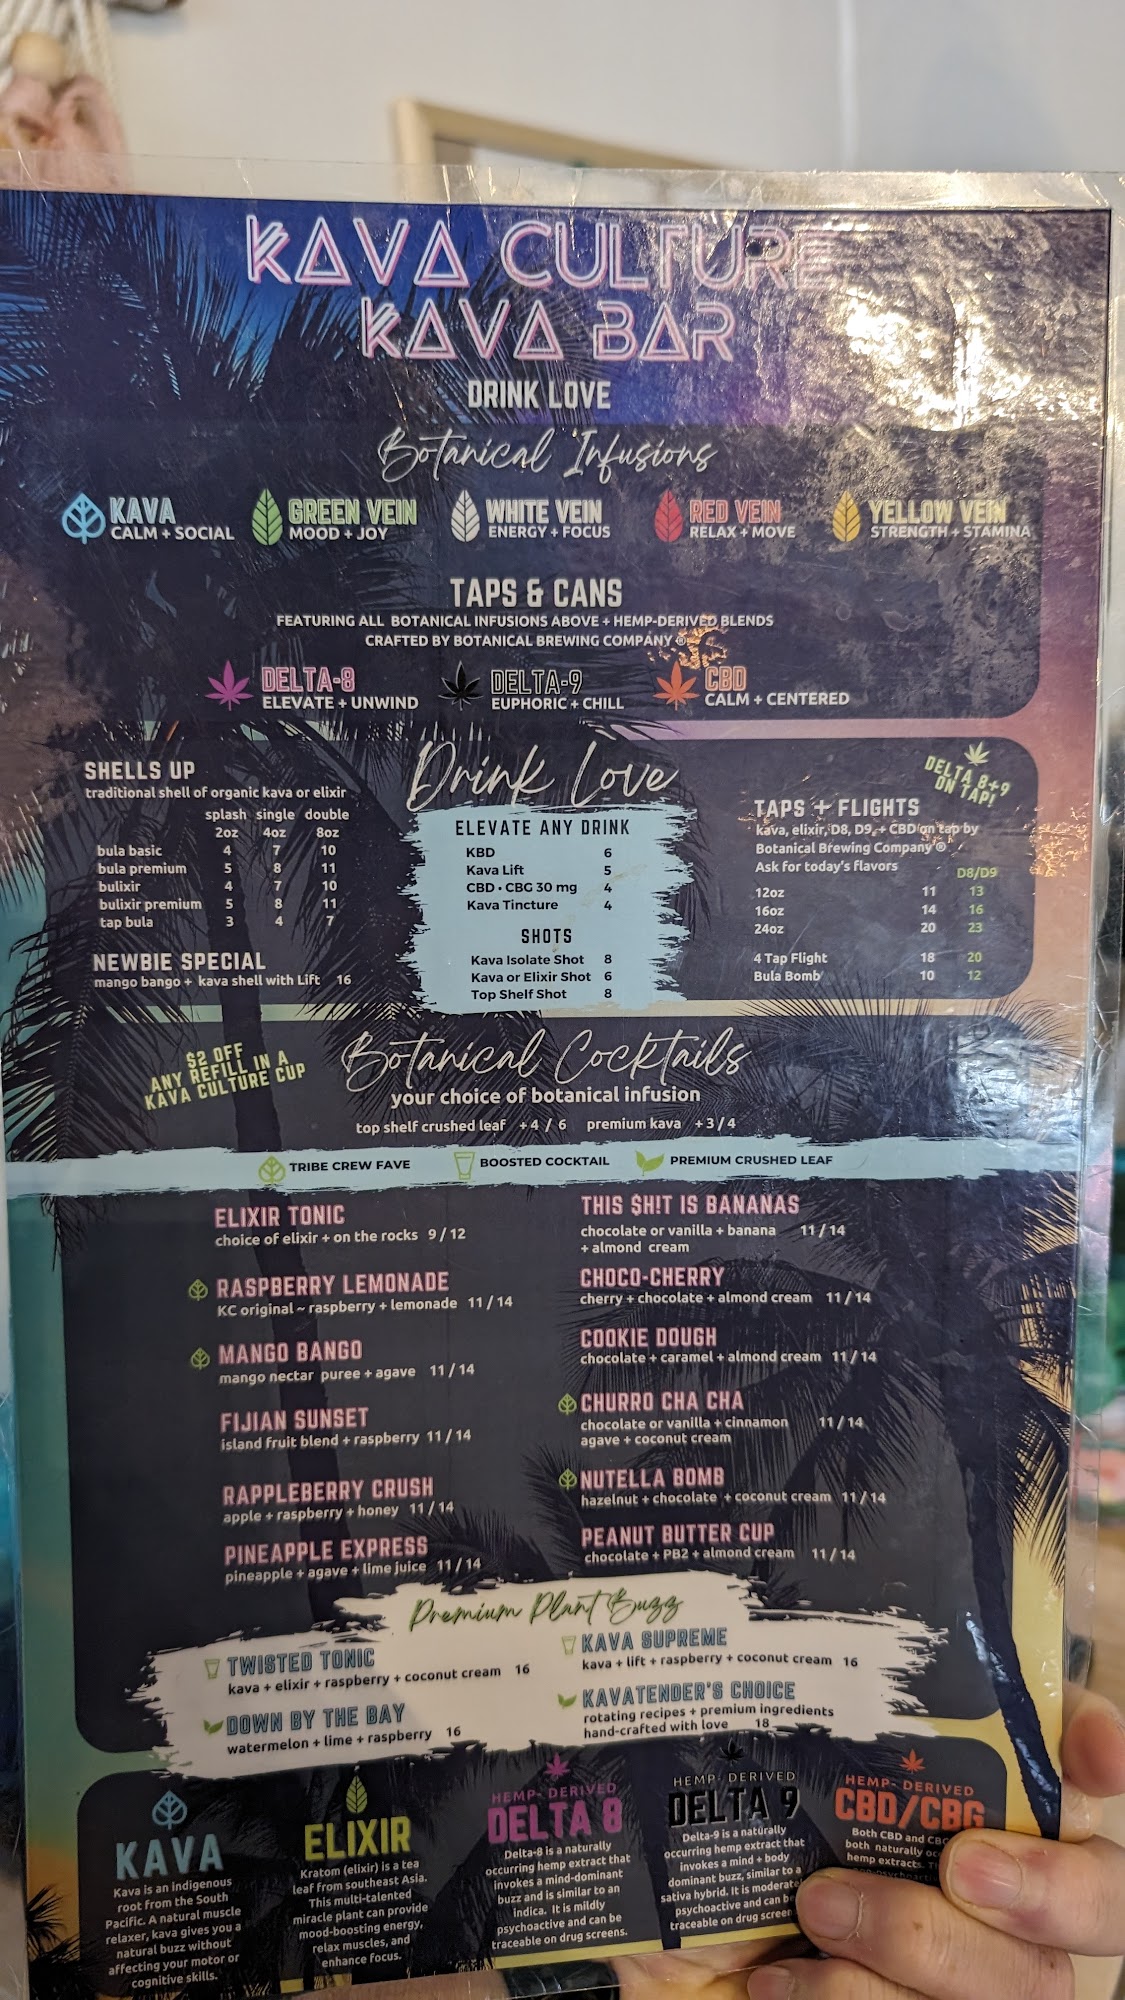 KAVA CULTURE
KAVA BAR
DRINK LOVE
Botanical Infusions
KAVA
CALM + SOCIAL
GREEN VEIN
MOOD + JOY
WHITE VEIN
ENERGY + FOCUS
RED VEIN
RELAX + MOVE
YELLOW VEIN
STRENGTH + STAMINA
TAPS & CANS
FEATURING ALL BOTANICAL INFUSIONS ABOVE + HEMP-DERIVED BLENDS
CRAFTED BY BOTANICAL BREWING COMPANY ®
DELTA-8
ELEVATE + UNWIND
DELTA-9
EUPHORIC + CHILL
CBD
CALM + CENTERED
Drink Love
SHELLS UP
traditional shell of organic kava or elixir
splash single double
2oz 4oz 8oz
bula basic 4 7 10
bula premium 5 8 11
bulixir 4 7 10
bulixir premium 5 8 11
tap bula 3 4 7
NEWBIE SPECIAL
mango bango + kava shell with Lift 16
ELEVATE ANY DRINK
KBD 6
Kava Lift 5
CBD • CBG 30 mg 4
Kava Tincture 4
SHOTS
Kava Isolate Shot 8
Kava or Elixir Shot 6
Top Shelf Shot 8
DELTA 8+9
ON TAP!
TAPS + FLIGHTS
kava, elixir, D8, D9, + CBD on tap by
Botanical Brewing Company ®
Ask for today's flavors
D8/D9
12oz 11 13
16oz 14 16
24oz 20 23
4 Tap Flight 18 20
Bula Bomb 10 12
$2 OFF
ANY REFILL IN A
KAVA CULTURE CUP
Botanical Cocktails
your choice of botanical infusion
top shelf crushed leaf +4 / 6 premium kava +3 / 4
TRIBE CREW FAVE BOOSTED COCKTAIL PREMIUM CRUSHED LEAF
ELIXIR TONIC
choice of elixir + on the rocks 9 / 12
RASPBERRY LEMONADE
KC original ~ raspberry + lemonade 11 / 14
MANGO BANGO
mango nectar puree + agave 11 / 14
FIJIAN SUNSET
island fruit blend + raspberry 11 / 14
RAPPLEBERRY CRUSH
apple + raspberry + honey 11 / 14
PINEAPPLE EXPRESS
pineapple + agave + lime juice 11 / 14
THIS $H!T IS BANANAS
chocolate or vanilla + banana 11 / 14
+ almond cream
CHOCO-CHERRY
cherry + chocolate + almond cream 11 / 14
COOKIE DOUGH
chocolate + caramel + almond cream 11 / 14
CHURRO CHA CHA
chocolate or vanilla + cinnamon 11 / 14
agave + coconut cream
NUTELLA BOMB
hazelnut + chocolate + coconut cream 11 / 14
PEANUT BUTTER CUP
chocolate + PB2 + almond cream 11 / 14
Premium Plant Buzz
TWISTED TONIC
kava + elixir + raspberry + coconut cream 16
DOWN BY THE BAY
watermelon + lime + raspberry 16
KAVA SUPREME
kava + lift + raspberry + coconut cream 16
KAVATENDER'S CHOICE
rotating recipes + premium ingredients
hand-crafted with love 18
KAVA
Kava is an indigenous
root from the South
Pacific. A natural muscle
relaxer, kava gives you a
natural buzz without
affecting your motor or
cognitive skills.
ELIXIR
Kratom (elixir) is a tea
leaf from southeast Asia.
This multi-talented
miracle plant can provide
mood-boosting energy,
relax muscles, and
enhance focus.
HEMP-DERIVED
DELTA 8
Delta-8 is a naturally
occurring hemp extract that
invokes a mind-dominant
buzz and is similar to an
indica. It is mildly
psychoactive and can be
traceable on drug screens.
HEMP-DERIVED
DELTA 9
Delta-9 is a naturally
occurring hemp extract that
invokes a mind + body
dominant buzz, similar to a
sativa hybrid. It is
psychoactive and can
traceable on drug
HEMP-DERIVED
CBD/CBG
Both CBD and
both naturally
hemp extracts.